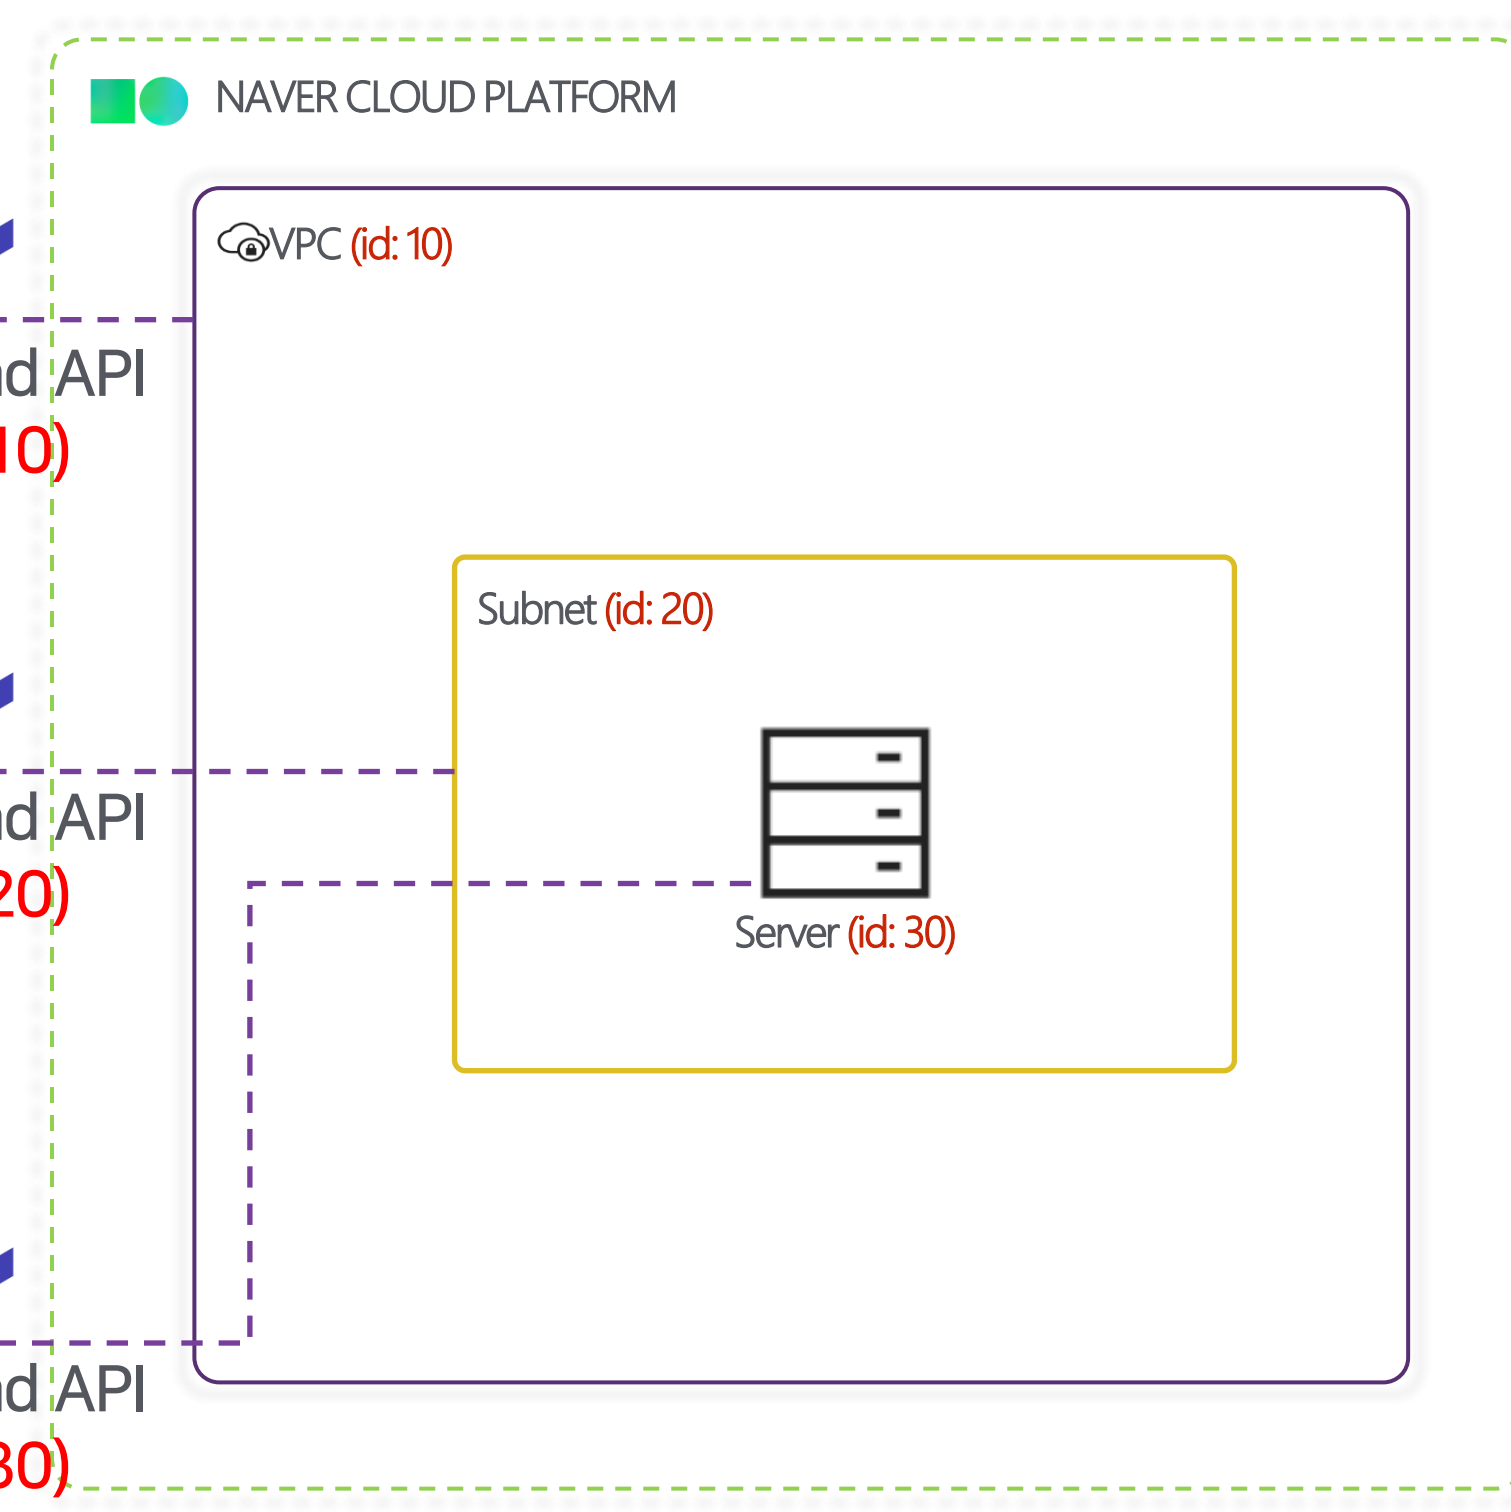 NAVER CLOUD PLATFORM
VPC (id: 10)
API
10)
Subnet (id: 20)
API
20)
Server (id: 30)
API
30)